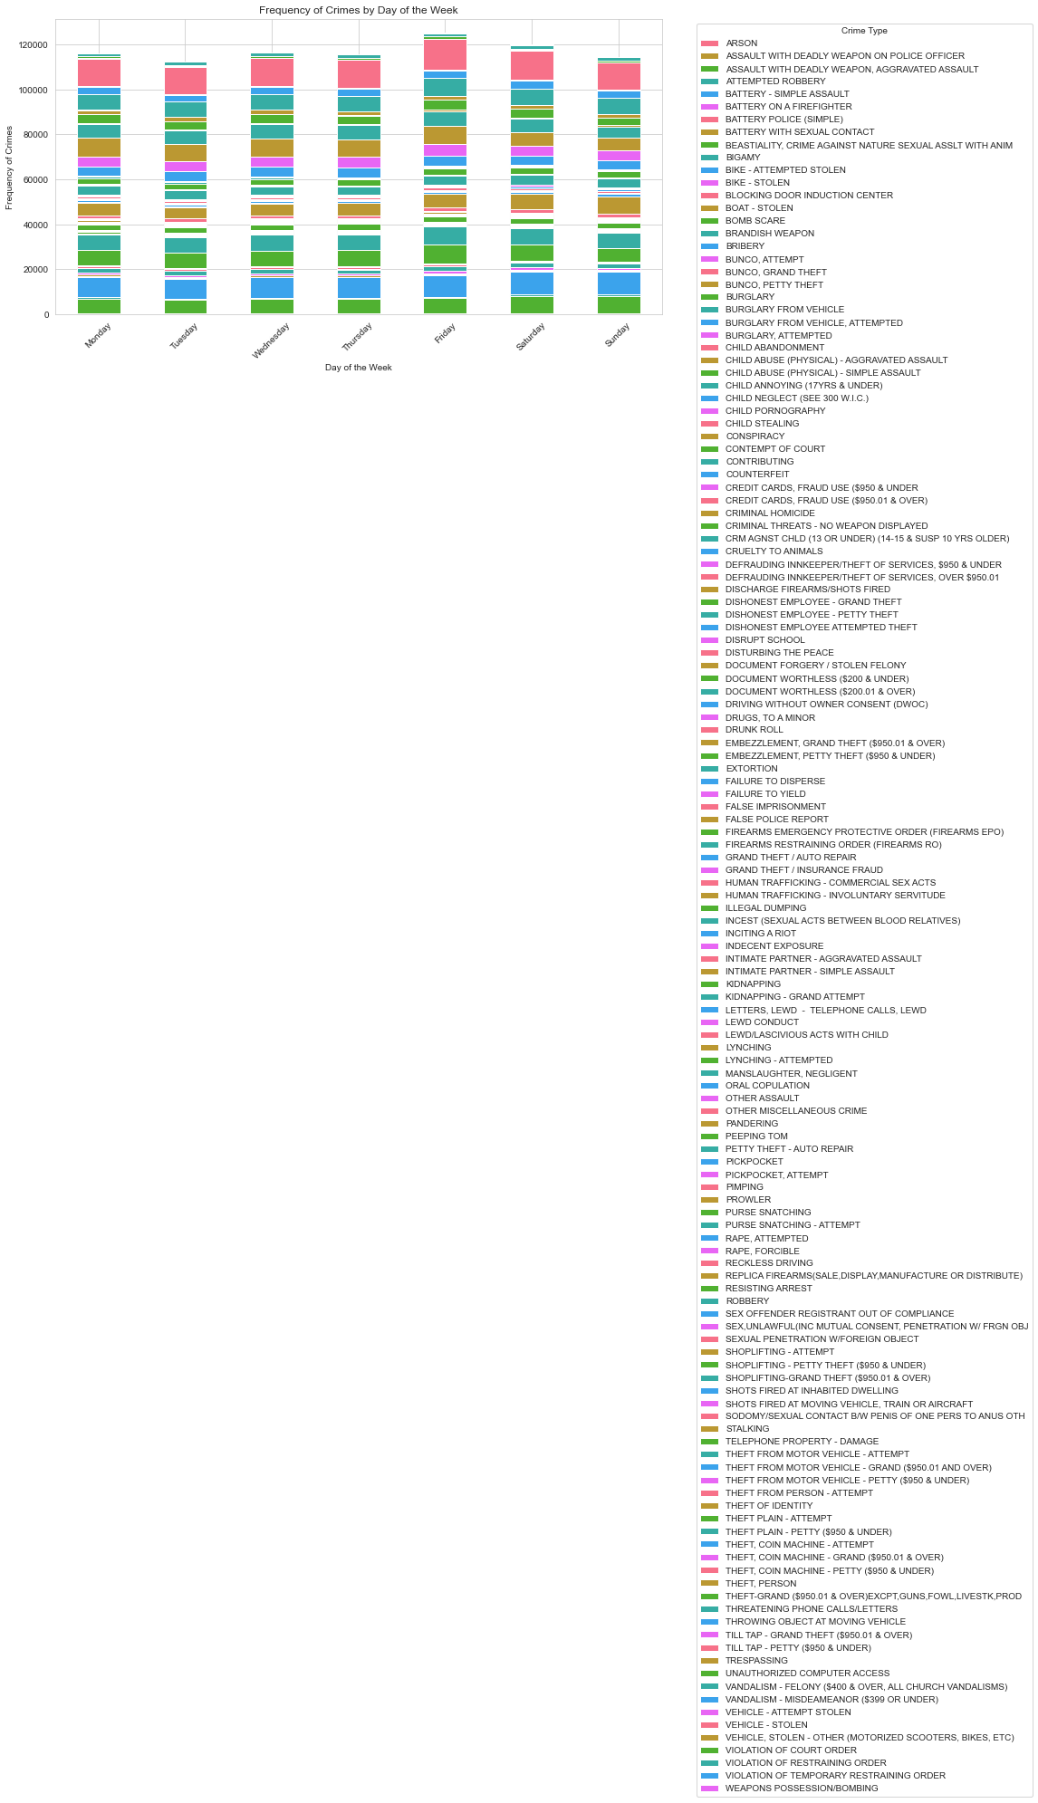 Frequency of Crimes by Day of the Week
Frequency of Crimes
120000
100000
80000
60000
40000
20000
0
Monday
Tuesday
Wednesday
Thursday
Friday
Saturday
Sunday
Day of the Week
Crime Type
ARSON
ASSAULT WITH DEADLY WEAPON ON POLICE OFFICER
ASSAULT WITH DEADLY WEAPON, AGGRAVATED ASSAULT
ATTEMPTED ROBBERY
BATTERY - SIMPLE ASSAULT
BATTERY ON A FIREFIGHTER
BATTERY POLICE (SIMPLE)
BATTERY WITH SEXUAL CONTACT
BEASTIALITY, CRIME AGAINST NATURE SEXUAL ASSLT WITH ANIM
BIGAMY
BIKE - ATTEMPTED STOLEN
BIKE - STOLEN
BLOCKING DOOR INDUCTION CENTER
BOAT - STOLEN
BOMB SCARE
BRANDISH WEAPON
BRIBERY
BUNCO, ATTEMPT
BUNCO, GRAND THEFT
BUNCO, PETTY THEFT
BURGLARY
BURGLARY FROM VEHICLE
BURGLARY FROM VEHICLE, ATTEMPTED
BURGLARY, ATTEMPTED
CHILD ABANDONMENT
CHILD ABUSE (PHYSICAL) - AGGRAVATED ASSAULT
CHILD ABUSE (PHYSICAL) - SIMPLE ASSAULT
CHILD ANNOYING (17YRS & UNDER)
CHILD NEGLECT (SEE 300 W.I.C.)
CHILD PORNOGRAPHY
CHILD STEALING
CONSPIRACY
CONTEMPT OF COURT
CONTRIBUTING
COUNTERFEIT
CREDIT CARDS, FRAUD USE ($950 & UNDER
CREDIT CARDS, FRAUD USE ($950.01 & OVER)
CRIMINAL HOMICIDE
CRIMINAL THREATS - NO WEAPON DISPLAYED
CRM AGNST CHLD (13 OR UNDER) (14-15 & SUSP 10 YRS OLDER)
CRUELTY TO ANIMALS
DEFRAUDING INNKEEPER/THEFT OF SERVICES, $950 & UNDER
DEFRAUDING INNKEEPER/THEFT OF SERVICES, OVER $950.01
DISCHARGE FIREARMS/SHOTS FIRED
DISHONEST EMPLOYEE - GRAND THEFT
DISHONEST EMPLOYEE - PETTY THEFT
DISHONEST EMPLOYEE ATTEMPTED THEFT
DISRUPT SCHOOL
DISTURBING THE PEACE
DOCUMENT FORGERY / STOLEN FELONY
DOCUMENT WORTHLESS ($200 & UNDER)
DOCUMENT WORTHLESS ($200.01 & OVER)
DRIVING WITHOUT OWNER CONSENT (DWOC)
DRUGS, TO A MINOR
DRUNK ROLL
EMBEZZLEMENT, GRAND THEFT ($950.01 & OVER)
EMBEZZLEMENT, PETTY THEFT ($950 & UNDER)
EXTORTION
FAILURE TO DISPERSE
FAILURE TO YIELD
FALSE IMPRISONMENT
FALSE POLICE REPORT
FIREARMS EMERGENCY PROTECTIVE ORDER (FIREARMS EPO)
FIREARMS RESTRAINING ORDER (FIREARMS RO)
GRAND THEFT / AUTO REPAIR
GRAND THEFT / INSURANCE FRAUD
HUMAN TRAFFICKING - COMMERCIAL SEX ACTS
HUMAN TRAFFICKING - INVOLUNTARY SERVITUDE
ILLEGAL DUMPING
INCEST (SEXUAL ACTS BETWEEN BLOOD RELATIVES)
INCITING A RIOT
INDECENT EXPOSURE
INTIMATE PARTNER - AGGRAVATED ASSAULT
INTIMATE PARTNER - SIMPLE ASSAULT
KIDNAPPING
KIDNAPPING - GRAND ATTEMPT
LETTERS, LEWD  -  TELEPHONE CALLS, LEWD
LEWD CONDUCT
LEWD/LASCIVIOUS ACTS WITH CHILD
LYNCHING
LYNCHING - ATTEMPTED
MANSLAUGHTER, NEGLIGENT
ORAL COPULATION
OTHER ASSAULT
OTHER MISCELLANEOUS CRIME
PANDERING
PEEPING TOM
PETTY THEFT - AUTO REPAIR
PICKPOCKET
PICKPOCKET, ATTEMPT
PIMPING
PROWLER
PURSE SNATCHING
PURSE SNATCHING - ATTEMPT
RAPE, ATTEMPTED
RAPE, FORCIBLE
RECKLESS DRIVING
REPLICA FIREARMS(SALE,DISPLAY,MANUFACTURE OR DISTRIBUTE)
RESISTING ARREST
ROBBERY
SEX OFFENDER REGISTRANT OUT OF COMPLIANCE
SEX,UNLAWFUL(INC MUTUAL CONSENT, PENETRATION W/ FRGN OBJ
SEXUAL PENETRATION W/FOREIGN OBJECT
SHOPLIFTING - ATTEMPT
SHOPLIFTING - PETTY THEFT ($950 & UNDER)
SHOPLIFTING-GRAND THEFT ($950.01 & OVER)
SHOTS FIRED AT INHABITED DWELLING
SHOTS FIRED AT MOVING VEHICLE, TRAIN OR AIRCRAFT
SODOMY/SEXUAL CONTACT B/W PENIS OF ONE PERS TO ANUS OTH
STALKING
TELEPHONE PROPERTY - DAMAGE
THEFT FROM MOTOR VEHICLE - ATTEMPT
THEFT FROM MOTOR VEHICLE - GRAND ($950.01 AND OVER)
THEFT FROM MOTOR VEHICLE - PETTY ($950 & UNDER)
THEFT FROM PERSON - ATTEMPT
THEFT OF IDENTITY
THEFT PLAIN - ATTEMPT
THEFT PLAIN - PETTY ($950 & UNDER)
THEFT, COIN MACHINE - ATTEMPT
THEFT, COIN MACHINE - GRAND ($950.01 & OVER)
THEFT, COIN MACHINE - PETTY ($950 & UNDER)
THEFT, PERSON
THEFT-GRAND ($950.01 & OVER)EXCPT,GUNS,FOWL,LIVESTK,PROD
THREATENING PHONE CALLS/LETTERS
THROWING OBJECT AT MOVING VEHICLE
TILL TAP - GRAND THEFT ($950.01 & OVER)
TILL TAP - PETTY ($950 & UNDER)
TRESPASSING
UNAUTHORIZED COMPUTER ACCESS
VANDALISM - FELONY ($400 & OVER, ALL CHURCH VANDALISMS)
VANDALISM - MISDEAMEANOR ($399 OR UNDER)
VEHICLE - ATTEMPT STOLEN
VEHICLE - STOLEN
VEHICLE, STOLEN - OTHER (MOTORIZED SCOOTERS, BIKES, ETC)
VIOLATION OF COURT ORDER
VIOLATION OF RESTRAINING ORDER
VIOLATION OF TEMPORARY RESTRAINING ORDER
WEAPONS POSSESSION/BOMBING